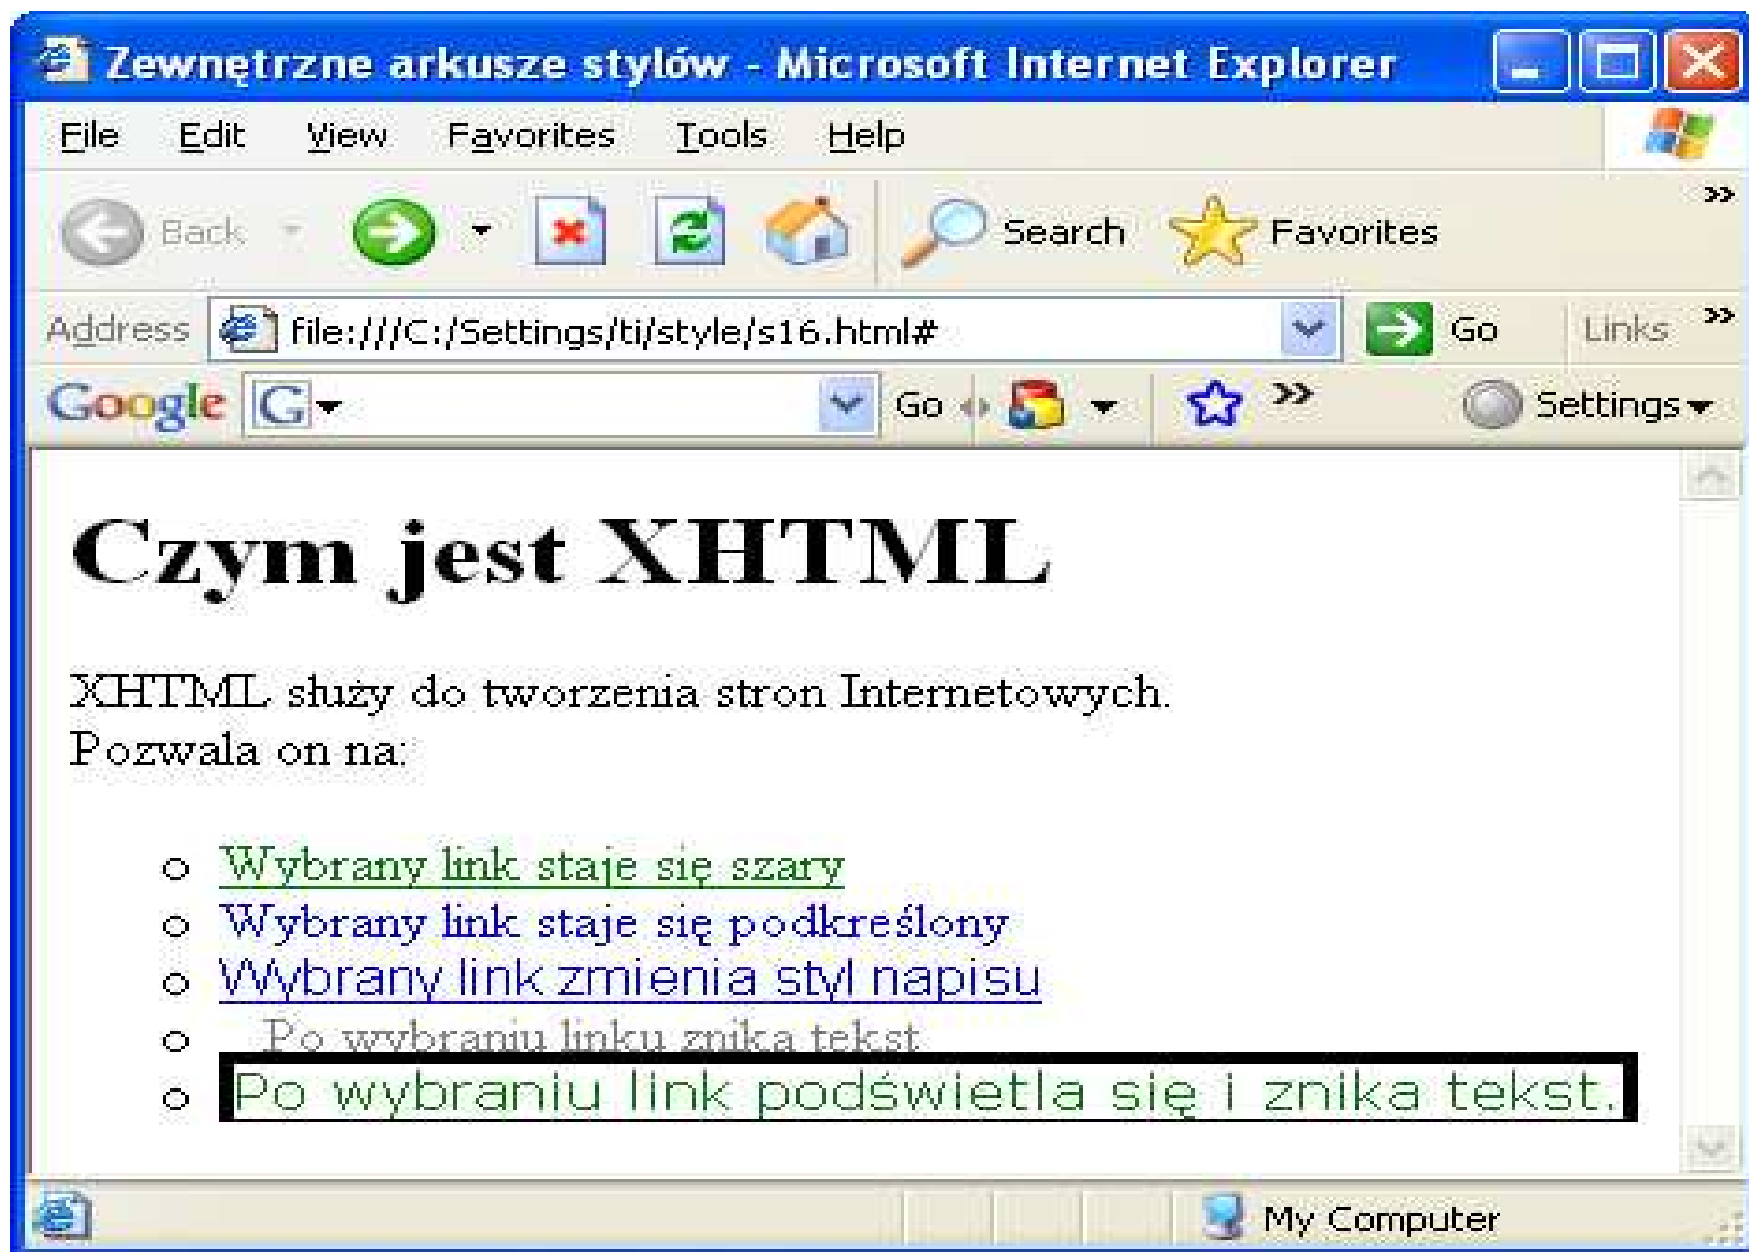 Zewnętrzne arkusze stylów - Microsoft Internet Explorer
File Edit View Favorites Tools Help
Back Search Favorites
Address file:///C:/Settings/ti/style/s16.html# Go Links
Google G Go Settings
Czym jest XHTML
XHTML służy do tworzenia stron Internetowych.
Pozwala on na:
Wybrany link staje się szary
Wybrany link staje się podkreślony
Wybrany link zmienia styl napisu
Po wybraniu linku znika tekst
Po wybraniu link podświetla się i znika tekst.
My Computer